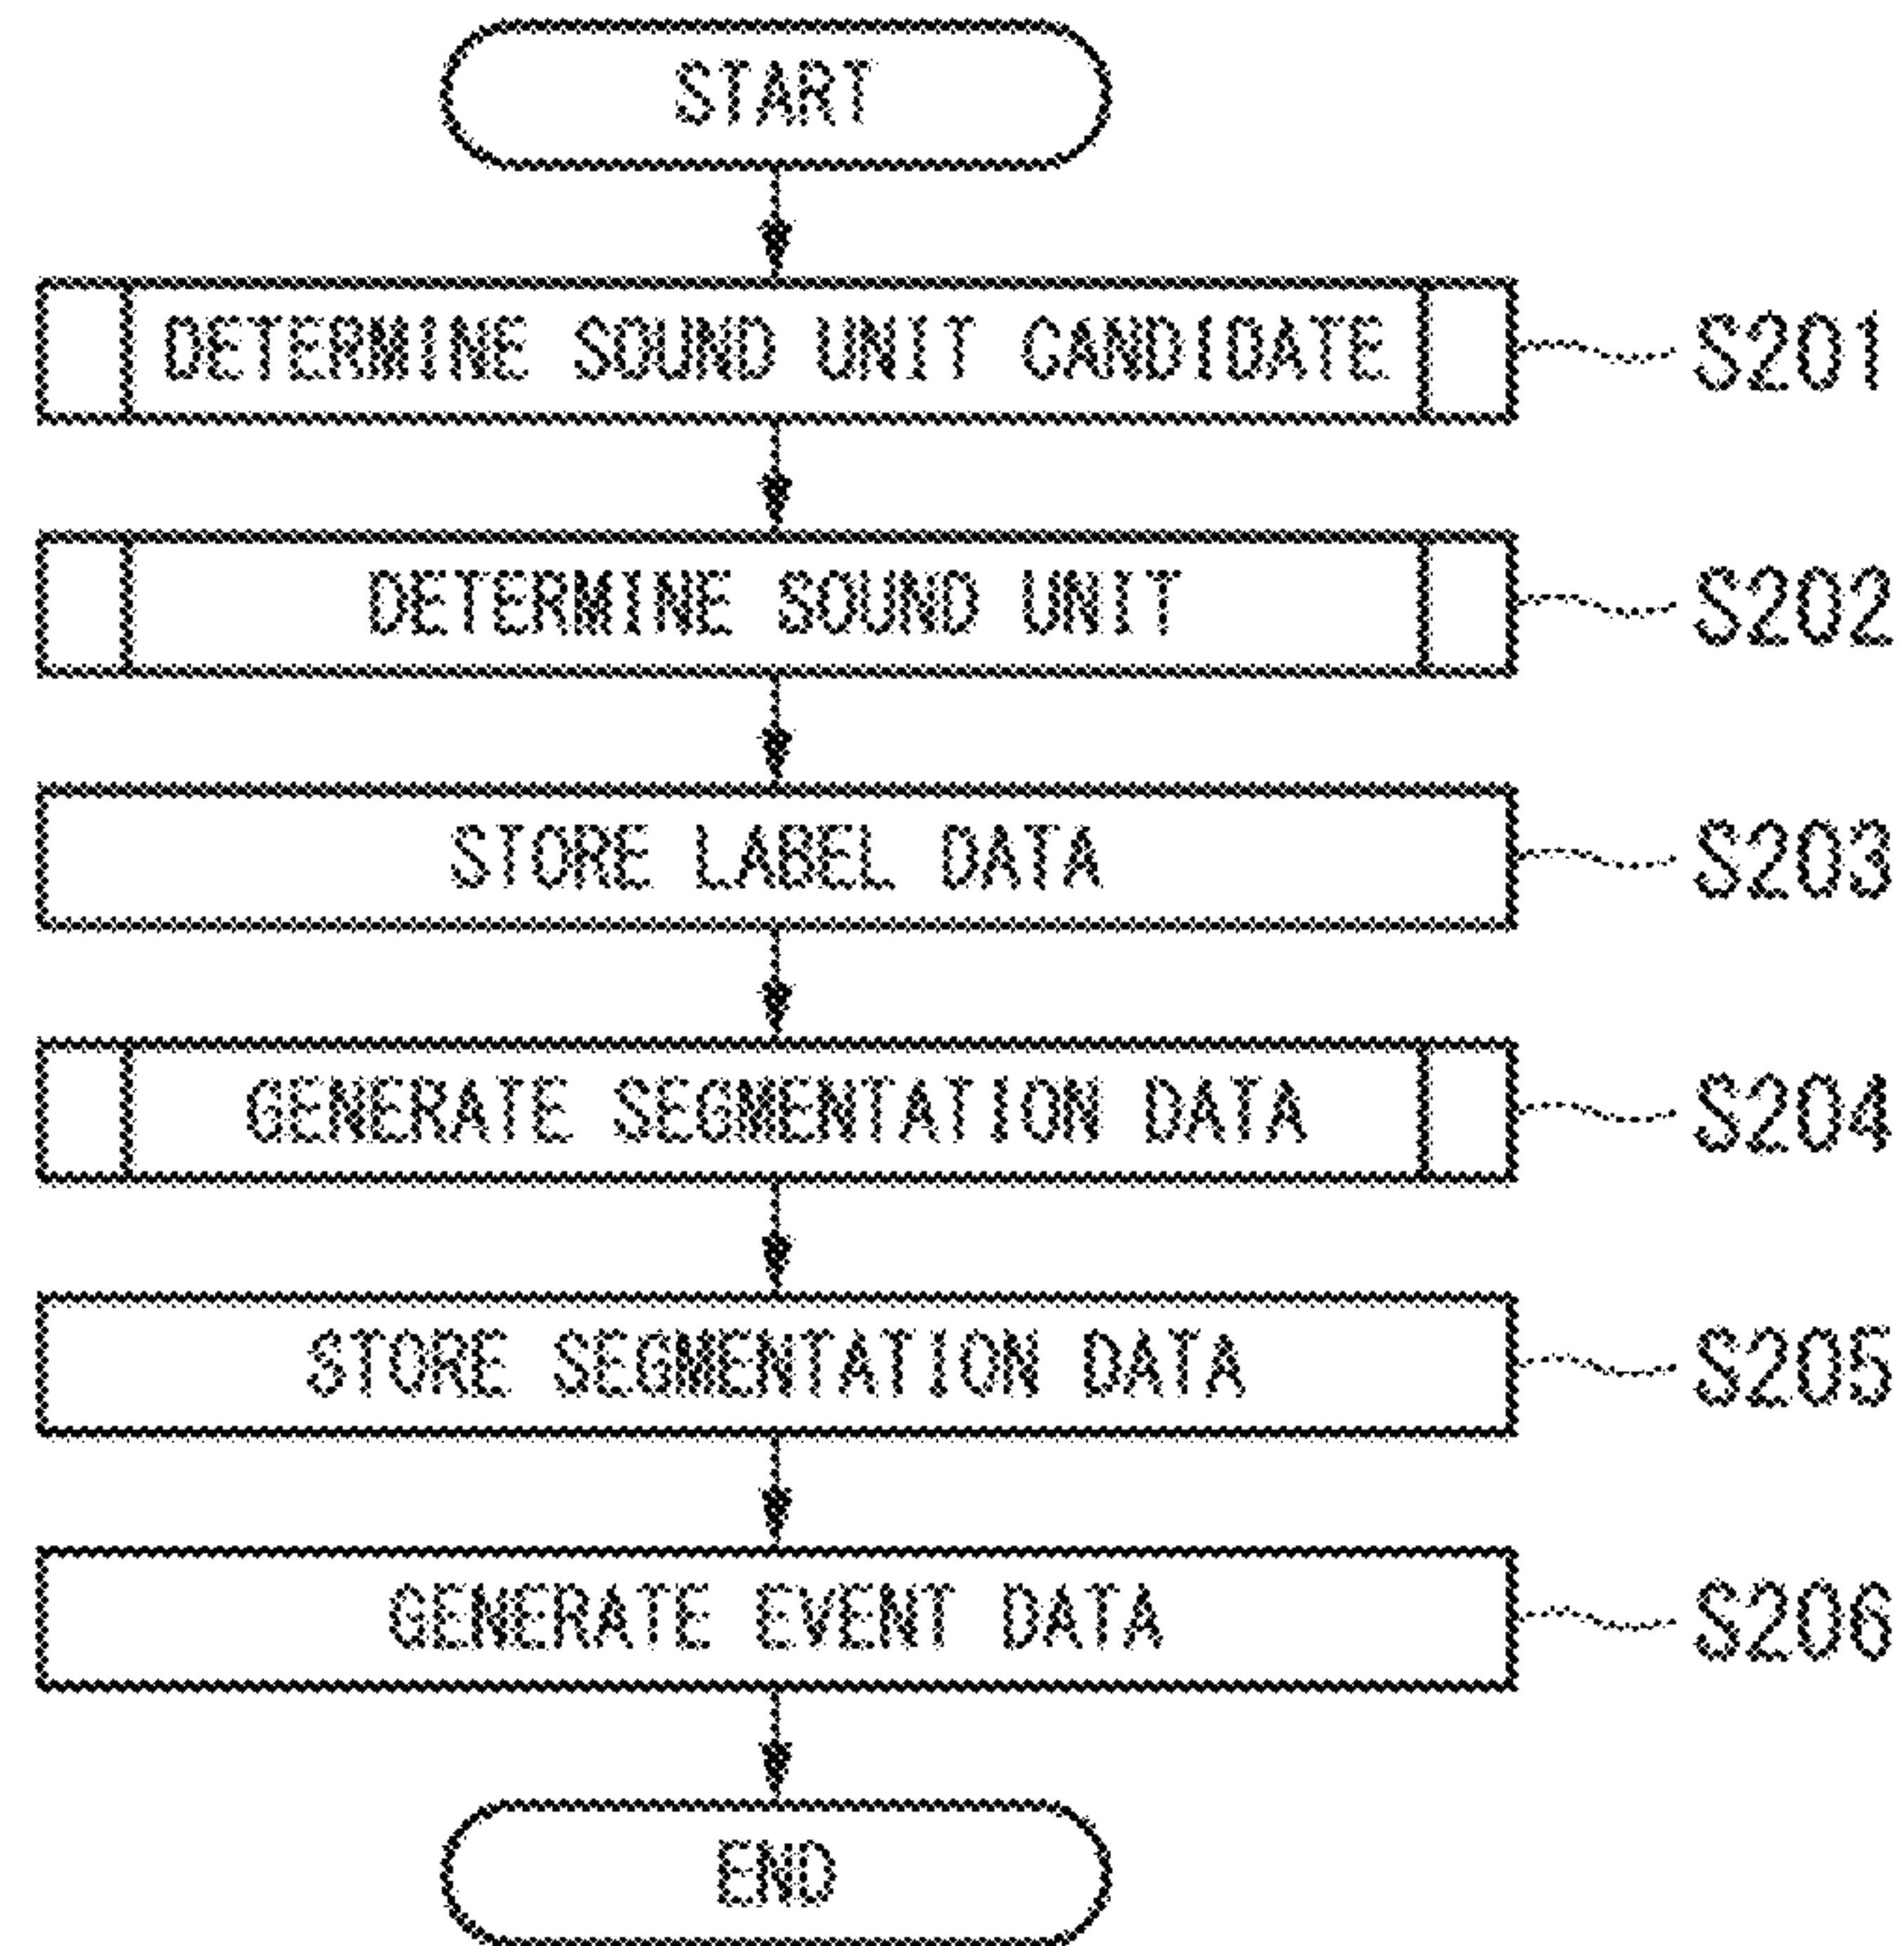 START
DETERMINE SOUND UNIT CANDIDATE S201
DETERMINE SOUND UNIT S202
STORE LABEL DATA S203
GENERATE SEGMENTATION DATA S204
STORE SEGMENTATION DATA S205
GENERATE EVENT DATA S206
END